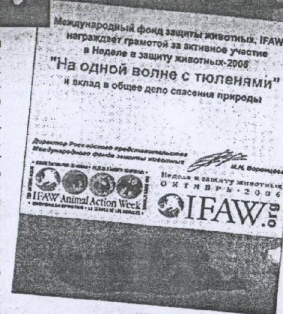 Международный фонд защиты животных, IFAW
награждает грамотой за активное участие
в Неделе в защиту животных-2008
"На одной волне с тюленями"
и вклад в общее дело спасения природы
Директор Российского представительства
Международного фонда защиты животных
М.Н. Воронцова
IFAW Animal Action Week
Неделя в защиту животных
ОКТЯБРЬ
IFAW.org